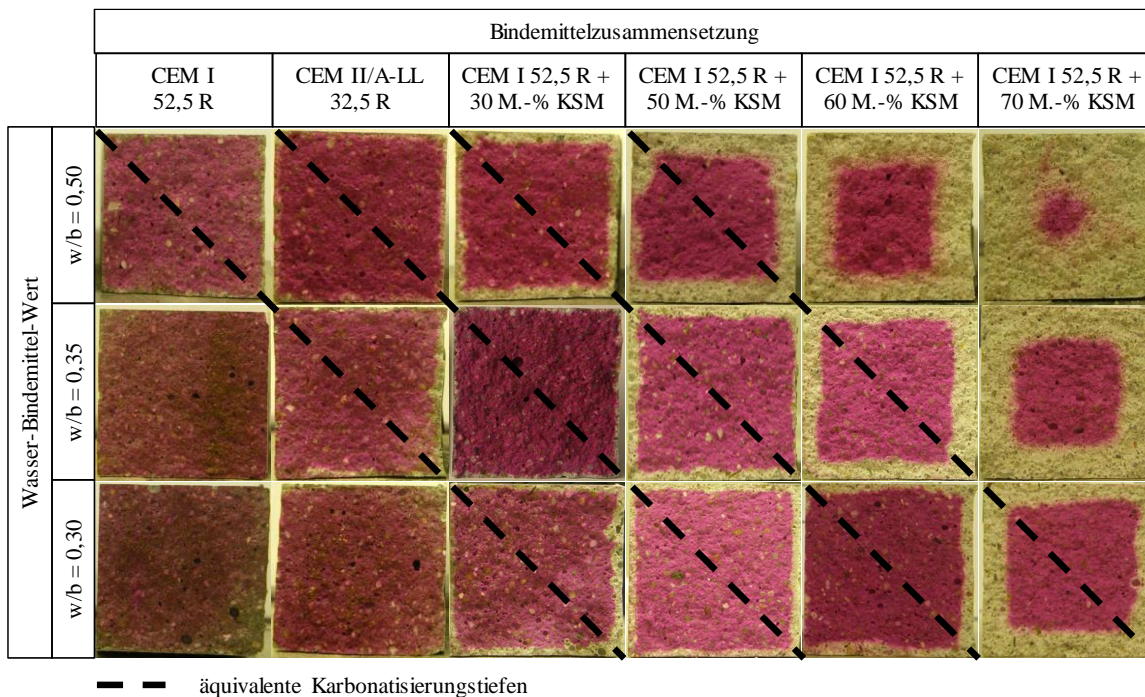 Bindemittelzusammensetzung
CEM I
52,5 R
CEM II/A-LL
32,5 R
CEM I 52,5 R +
30 M.-% KSM
CEM I 52,5 R +
50 M.-% KSM
CEM I 52,5 R +
60 M.-% KSM
CEM I 52,5 R +
70 M.-% KSM
Wasser-Bindemittel-Wert
w/b = 0,50
w/b = 0,35
w/b = 0,30
äquivalente Karbonatisierungstiefen